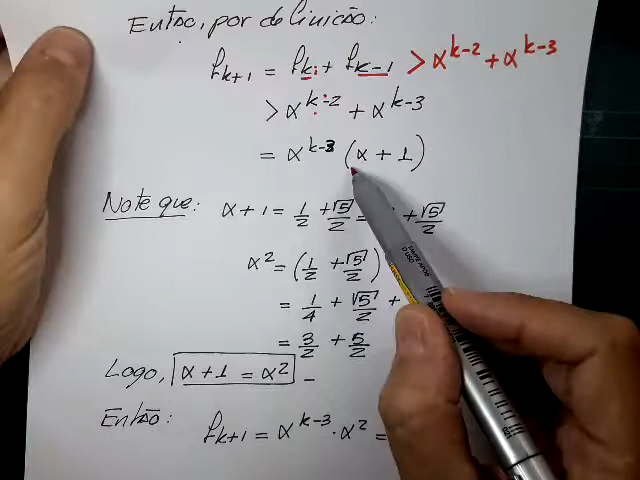 Então, por definição:
f_{k+1} = f_k + f_{k-1} > α^{k-2} + α^{k-3}
> α^{k-2} + α^{k-3}
= α^{k-3} (α + 1)
Note que: α + 1 = 1/2 + √5/2 = + √5/2
α² = (1/2 + √5/2)
= 1/4 + √5/2 +
= 3/2 + 5/2
Logo, α + 1 = α²
Então: f_{k+1} = α^{k-3} · α² =